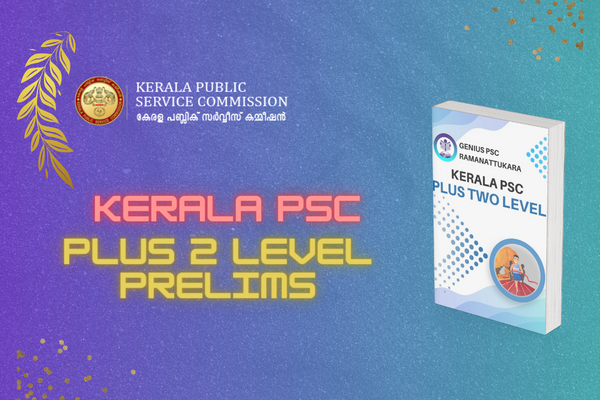 KERALA PUBLIC
SERVICE COMMISSION
കേരള പബ്ലിക് സർവ്വീസ് കമ്മീഷൻ
KERALA PSC
PLUS 2 LEVEL
PRELIMS
GENIUS PSC
RAMANATTUKARA
KERALA PSC
PLUS TWO LEVEL